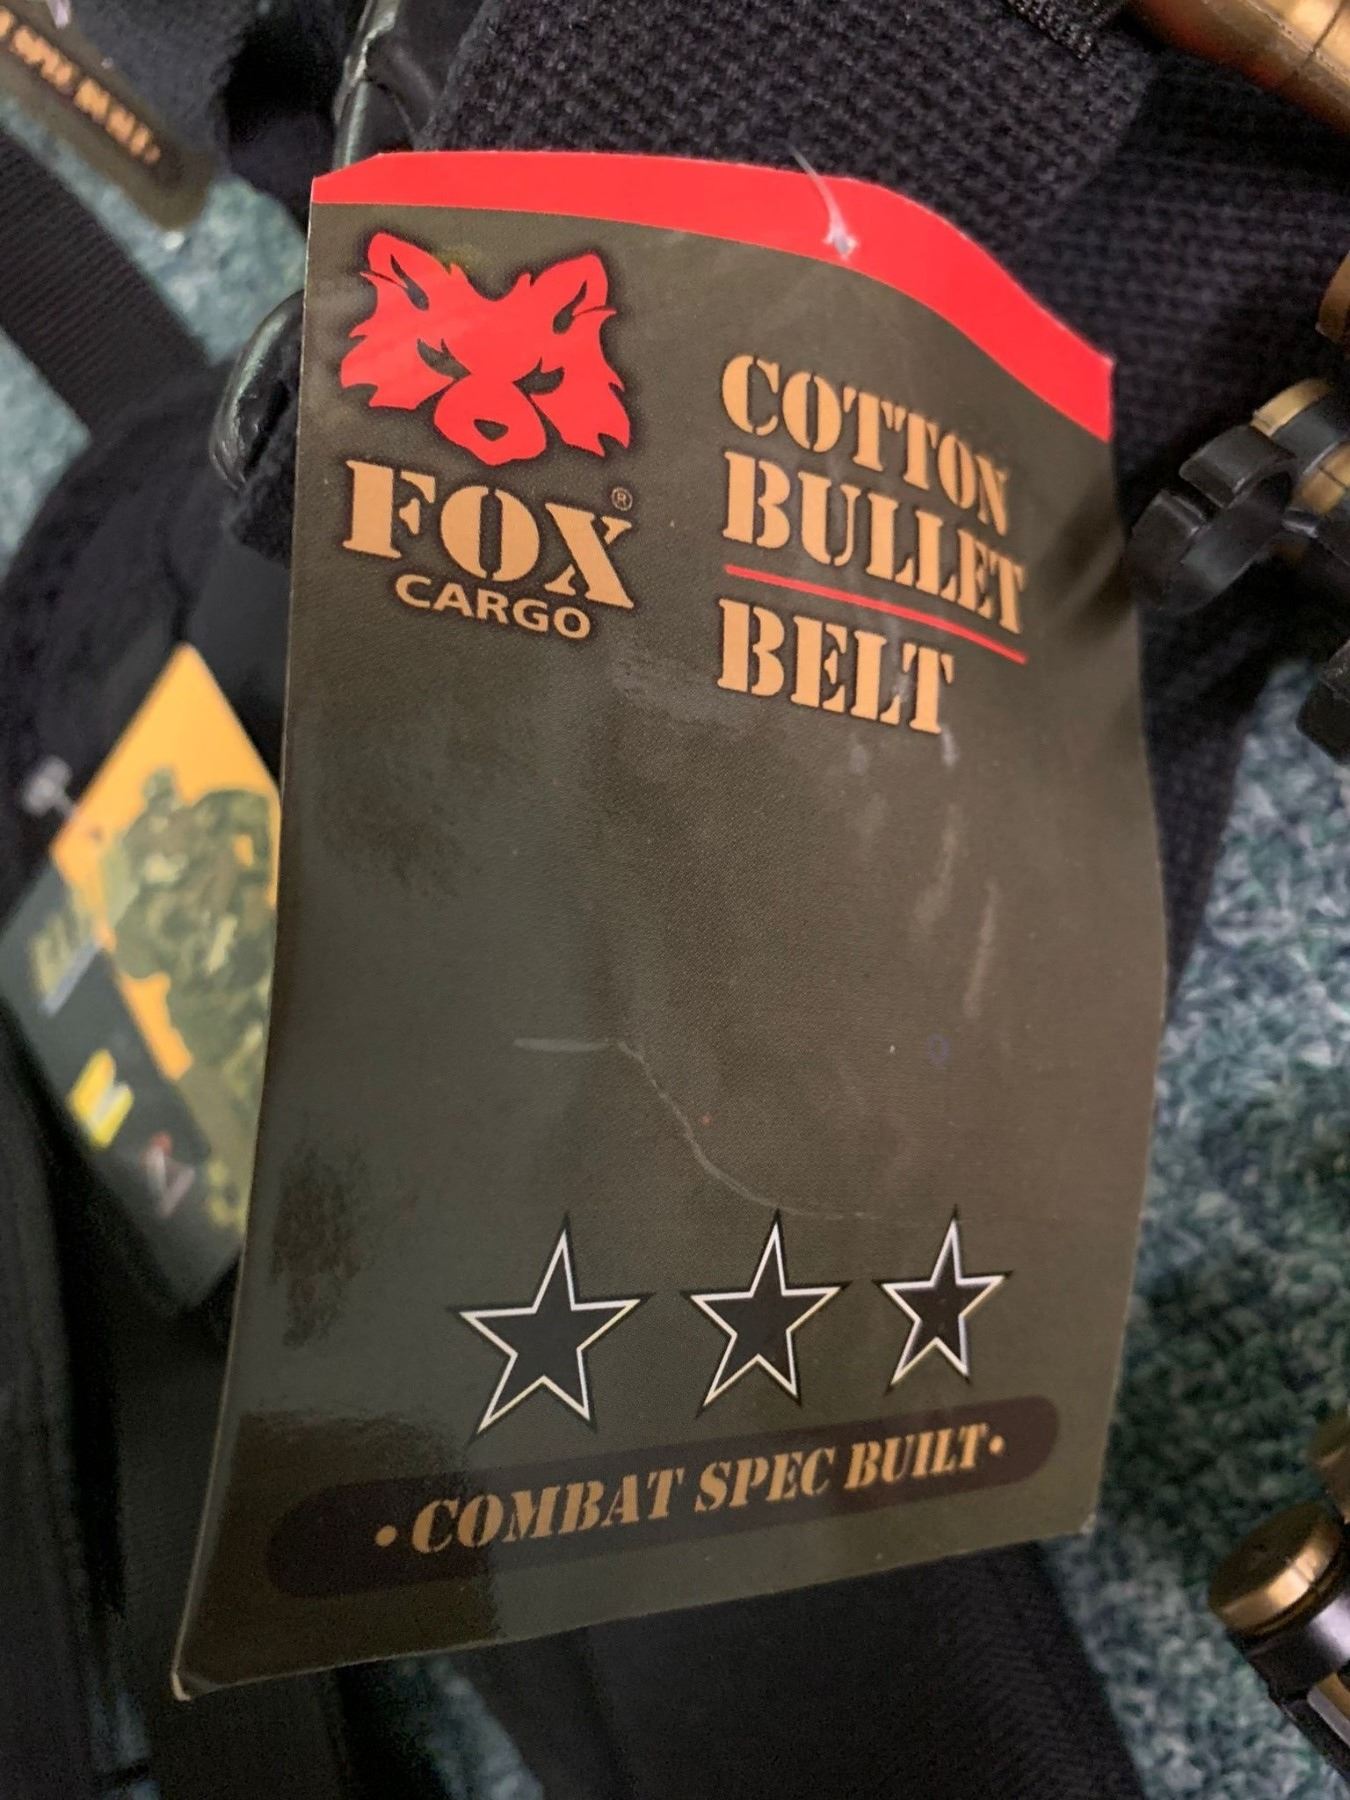 FOX®
CARGO
COTTON
BULLET
BELT
•COMBAT SPEC BUILT•